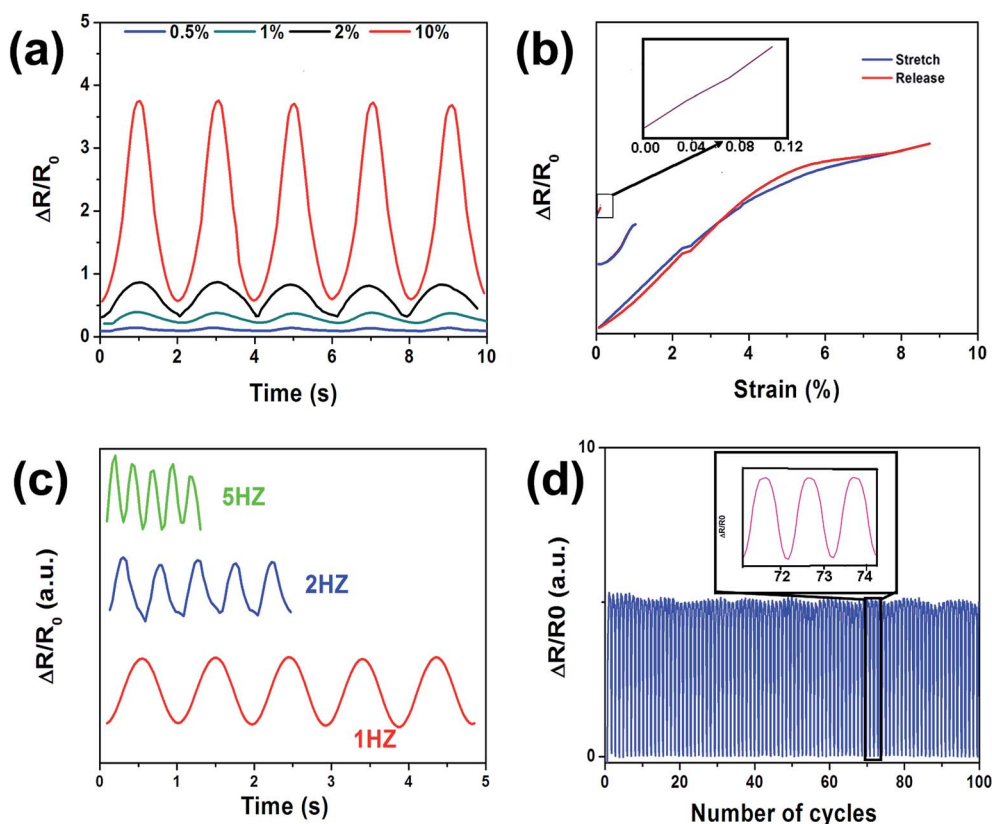 (a)
0.5% 1% 2% 10%
5
4
3
2
1
0
ΔR/R0
0 2 4 6 8 10
Time (s)
(b)
Stretch
Release
0.00 0.04 0.08 0.12
ΔR/R0
0 2 4 6 8 10
Strain (%)
(c)
5HZ
2HZ
1HZ
ΔR/R0 (a.u.)
0 1 2 3 4 5
Time (s)
(d)
10
5
0
ΔR/R0
72 73 74
ΔR/R0 (a.u.)
0 20 40 60 80 100
Number of cycles